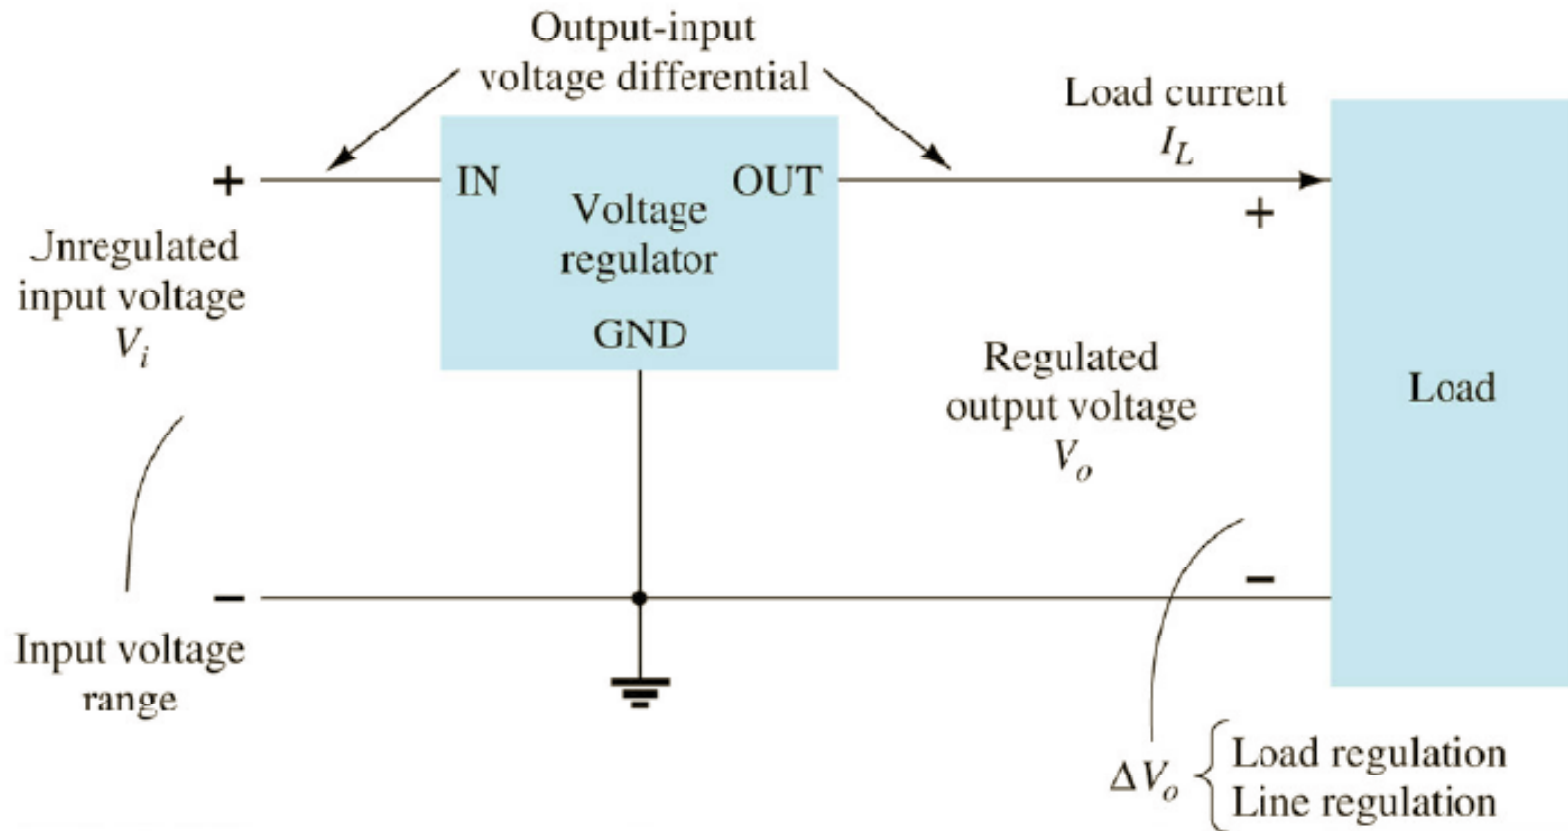 Output-input
voltage differential
Load current
I_L
+
IN
OUT
Voltage
regulator
GND
+
Unregulated
input voltage
V_i
Regulated
output voltage
V_o
Load
−
−
Input voltage
range
ΔV_o { Load regulation
Line regulation